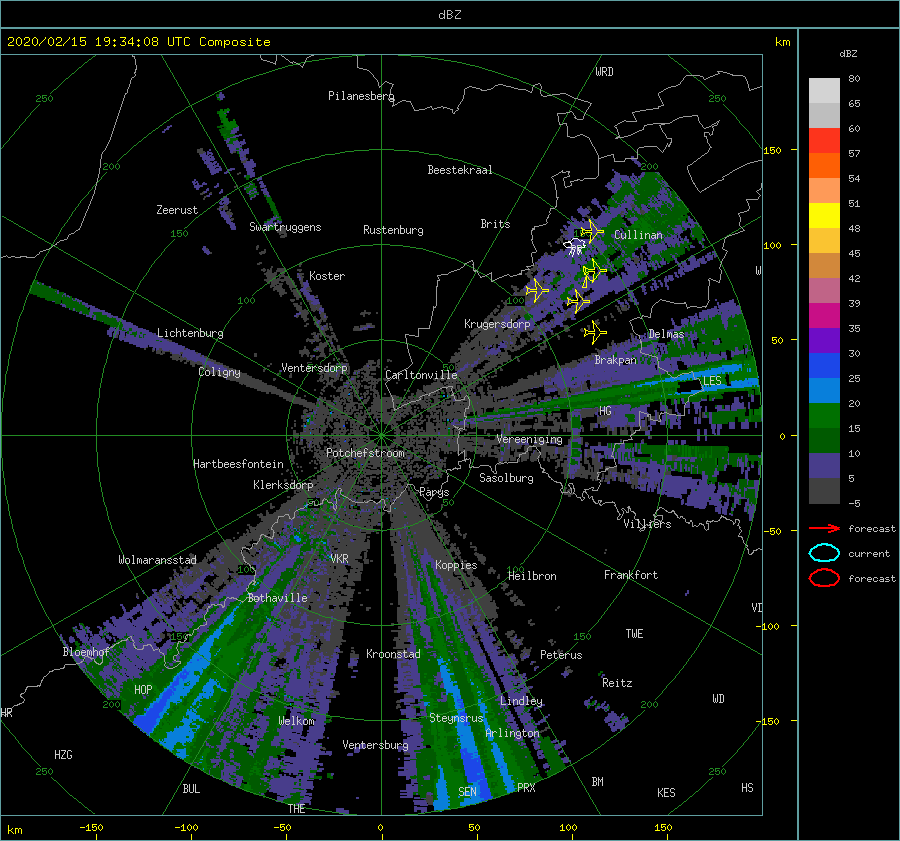 dBZ
2020/02/15 19:34:08 UTC Composite
km
dBZ
WRD
80
250
Pilanesberg
250
65
60
150
57
200
Beestekraal
200
54
Zeerust
51
150
Swartruggens
Rustenburg
Brits
Cullinan
48
100
W
45
Koster
42
100
100
39
Lichtenburg
Krugersdorp
Delmas
35
50
30
Coligny
Ventersdorp
Carltonville
Brakpan
LES
25
50
50
20
HG
15
0
Vereeniging
10
Potchefstroom
Hartbeesfontein
Sasolburg
5
Klerksdorp
Parys
-5
50
50
Villiers
forecast
-50
Wolmaransstad
VKR
current
100
Koppies
100
Heilbron
Frankfort
forecast
Bothaville
VD
-100
150
150
TWE
Bloemhof
Kroonstad
Peterus
Reitz
HOP
WD
200
Lindley
200
HR
Welkom
Steynsrus
-150
Arlington
Ventersburg
HZG
250
250
BUL
SEN
PRX
BM
KES
HS
THE
km
-150
-100
-50
0
50
100
150